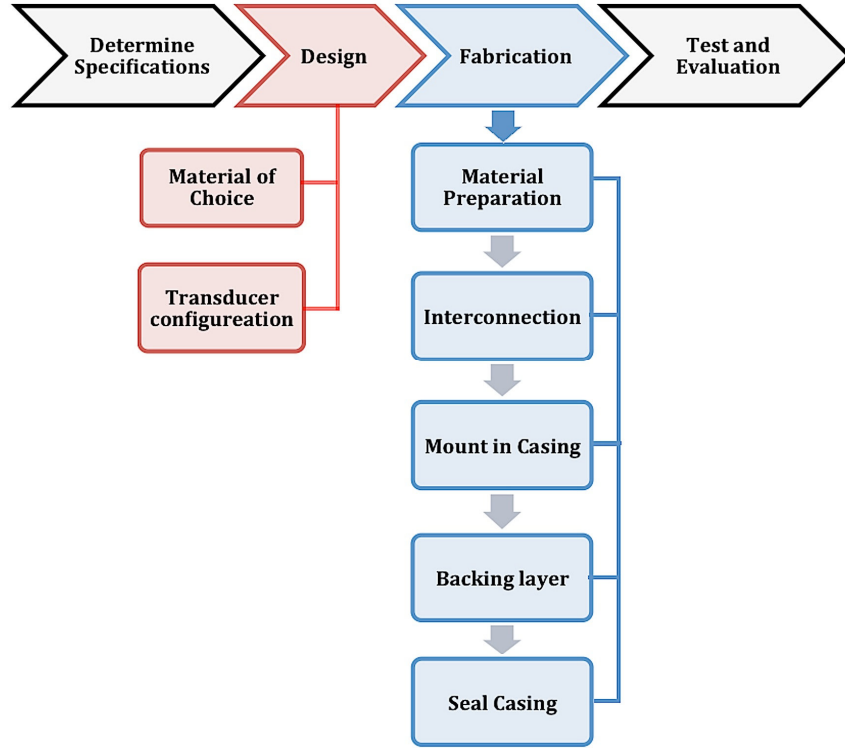 Determine
Specifications
Design
Fabrication
Test and
Evaluation
Material of
Choice
Transducer
configureation
Material
Preparation
Interconnection
Mount in Casing
Backing layer
Seal Casing